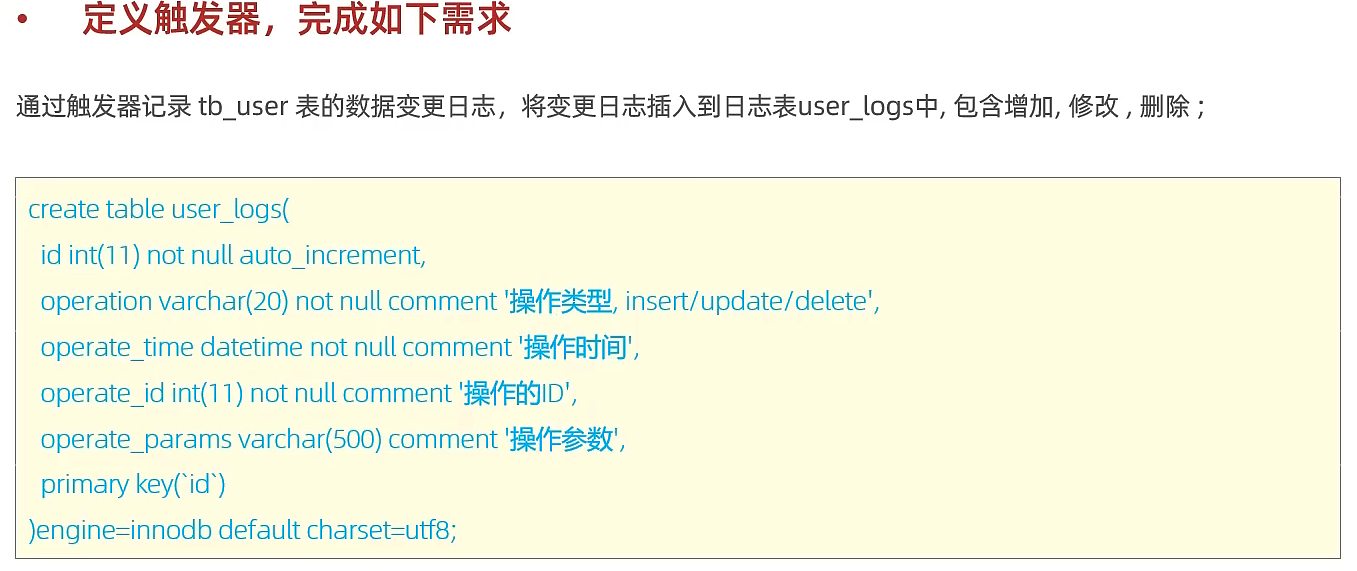 • 定义触发器，完成如下需求
通过触发器记录 tb_user 表的数据变更日志，将变更日志插入到日志表user_logs中, 包含增加, 修改 , 删除 ;
create table user_logs(
id int(11) not null auto_increment,
operation varchar(20) not null comment '操作类型, insert/update/delete',
operate_time datetime not null comment '操作时间',
operate_id int(11) not null comment '操作的ID',
operate_params varchar(500) comment '操作参数',
primary key(`id`)
)engine=innodb default charset=utf8;